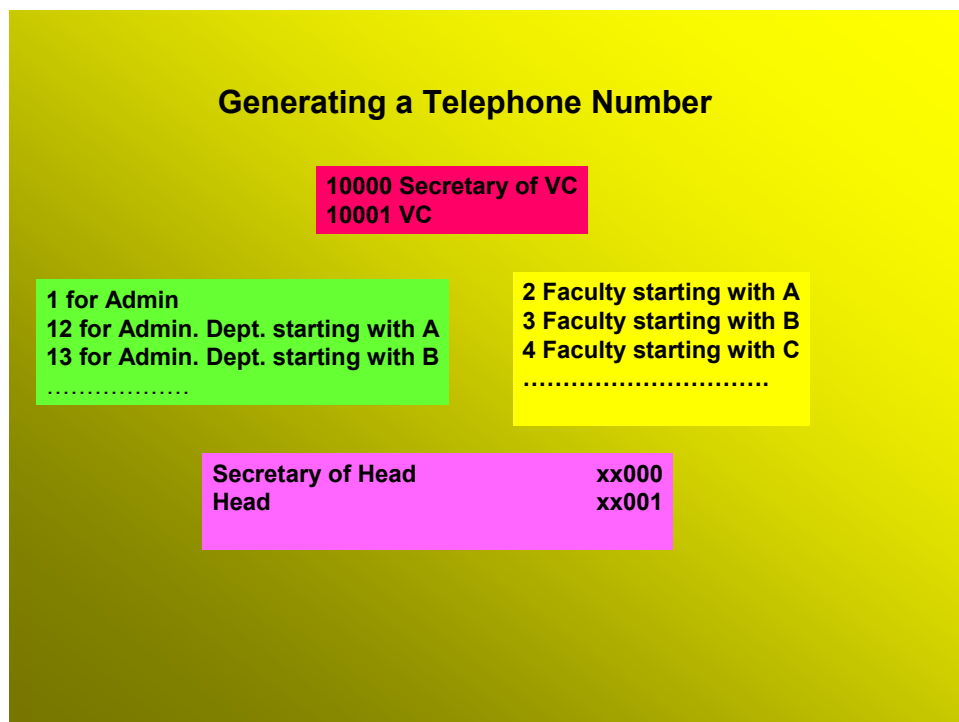 Generating a Telephone Number
10000 Secretary of VC
10001 VC
1 for Admin
12 for Admin. Dept. starting with A
13 for Admin. Dept. starting with B
………………
2 Faculty starting with A
3 Faculty starting with B
4 Faculty starting with C
………………………….
Secretary of Head xx000
Head xx001